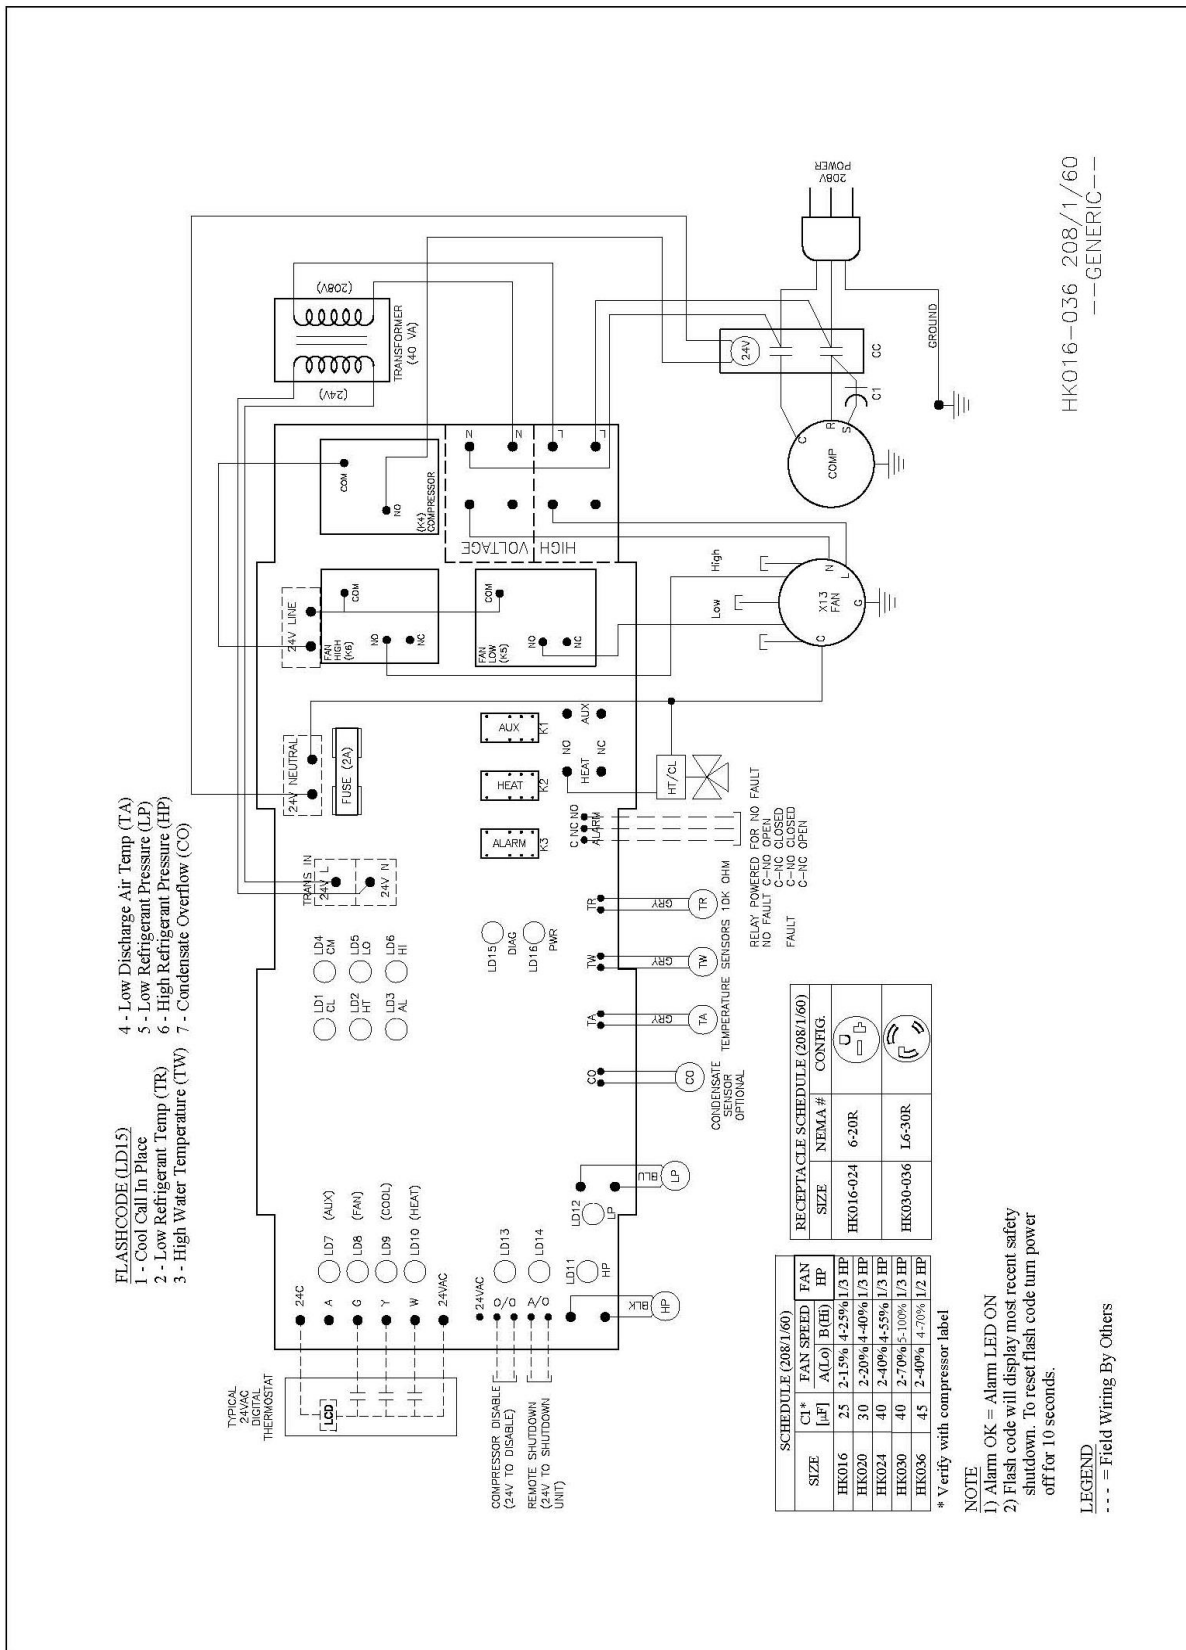 FLASHCODE (LD15)
1 - Cool Call In Place
2 - Low Refrigerant Temp (TR)
3 - High Water Temperature (TW)
4 - Low Discharge Air Temp (TA)
5 - Low Refrigerant Pressure (LP)
6 - High Refrigerant Pressure (HP)
7 - Condensate Overflow (CO)
TYPICAL
24VAC
DIGITAL
THERMOSTAT
LCD
24C
A
G
Y
W
24VAC
LD7 (AUX)
LD8 (FAN)
LD9 (COOL)
LD10 (HEAT)
LD1
CL
LD2
HT
LD3
AL
LD4
CM
LD5
LO
LD6
HI
TRANS IN
24V L
24V N
24V NEUTRAL
FUSE (2A)
24V LINE
FAN
HIGH
(K6)
COM
NO
NC
COM
NO
(K4)
COMPRESSOR
(24V)
(208V)
TRANSFORMER
(40 VA)
24VAC
O/O
A/O
LD13
LD14
COMPRESSOR DISABLE
(24V TO DISABLE)
REMOTE SHUTDOWN
(24V TO SHUTDOWN
UNIT)
LD15
DIAG
LD16
PWR
ALARM
K3
HEAT
K2
AUX
K1
FAN
LOW
(K5)
COM
NO
NC
HIGH VOLTAGE
N
N
L
L
LD11
HP
LD12
LP
BLK
HP
BLU
LP
CO
CO
CONDENSATE
SENSOR
OPTIONAL
TA
GRY
TA
TW
GRY
TW
TR
GRY
TR
TEMPERATURE SENSORS 10K OHM
C NC NO
ALARM
NO
NC
HEAT
AUX
HT/CL
RELAY POWERED FOR NO FAULT
NO FAULT C-NO OPEN
C-NC CLOSED
FAULT C-NO CLOSED
C-NC OPEN
Low
High
X13
FAN
C
G
L
N
COMP
C
R
S
C1
24V
CC
GROUND
208V
POWER
SCHEDULE (208/1/60)
SIZE C1* [µF] FAN SPEED A(Lo) B(Hi) FAN HP
HK016 25 2-15% 4-25% 1/3 HP
HK020 30 2-20% 4-40% 1/3 HP
HK024 40 2-40% 4-55% 1/3 HP
HK030 40 2-70% 5-100% 1/3 HP
HK036 45 2-40% 4-70% 1/2 HP
* Verify with compressor label
RECEPTACLE SCHEDULE (208/1/60)
SIZE NEMA # CONFIG.
HK016-024 6-20R
HK030-036 L6-30R
NOTE
1) Alarm OK = Alarm LED ON
2) Flash code will display most recent safety
shutdown. To reset flash code turn power
off for 10 seconds.
LEGEND
---- = Field Wiring By Others
HK016-036 208/1/60
--GENERIC--